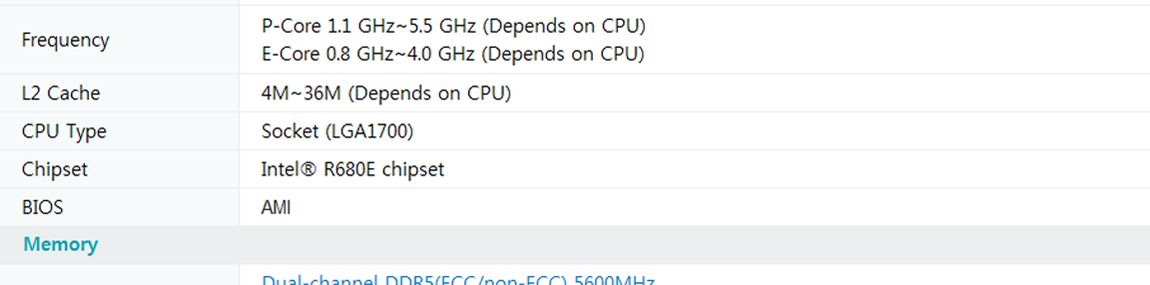 Frequency
P-Core 1.1 GHz~5.5 GHz (Depends on CPU)
E-Core 0.8 GHz~4.0 GHz (Depends on CPU)
L2 Cache
4M~36M (Depends on CPU)
CPU Type
Socket (LGA1700)
Chipset
Intel® R680E chipset
BIOS
AMI
Memory
Dual-channel DDR5(ECC/non-ECC) 5600MHz